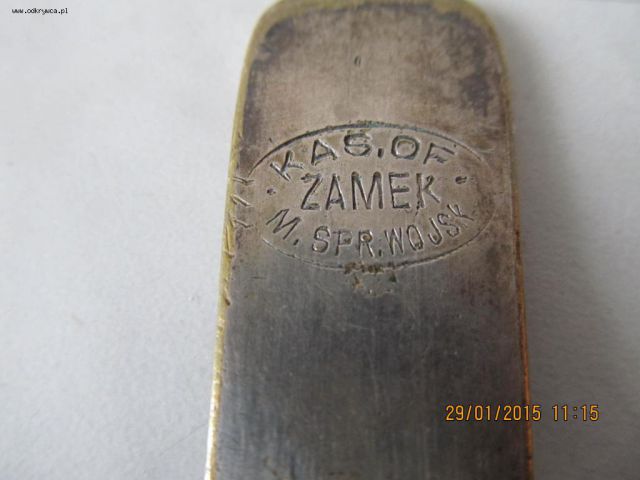 www.odkrywca.pl
KAS.OF
ZAMEK
M. SPR.WOJSK
29/01/2015 11:15